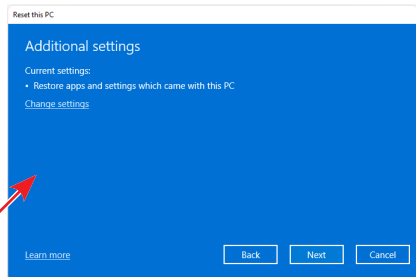 Reset this PC
Additional settings
Current settings:
• Restore apps and settings which came with this PC
Change settings
Learn more
Back
Next
Cancel